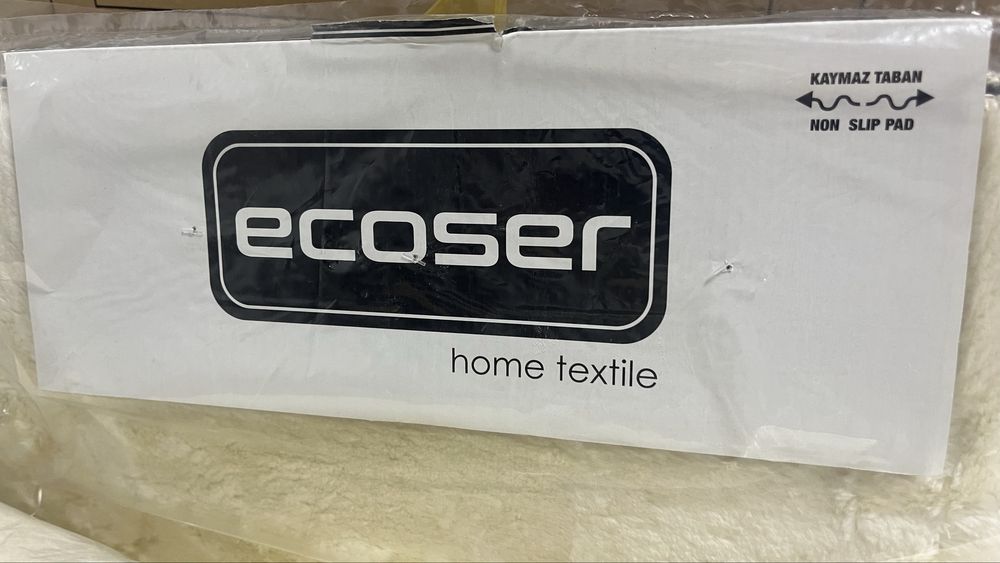 KAYMAZ TABAN
NON SLIP PAD
ecoser
home textile